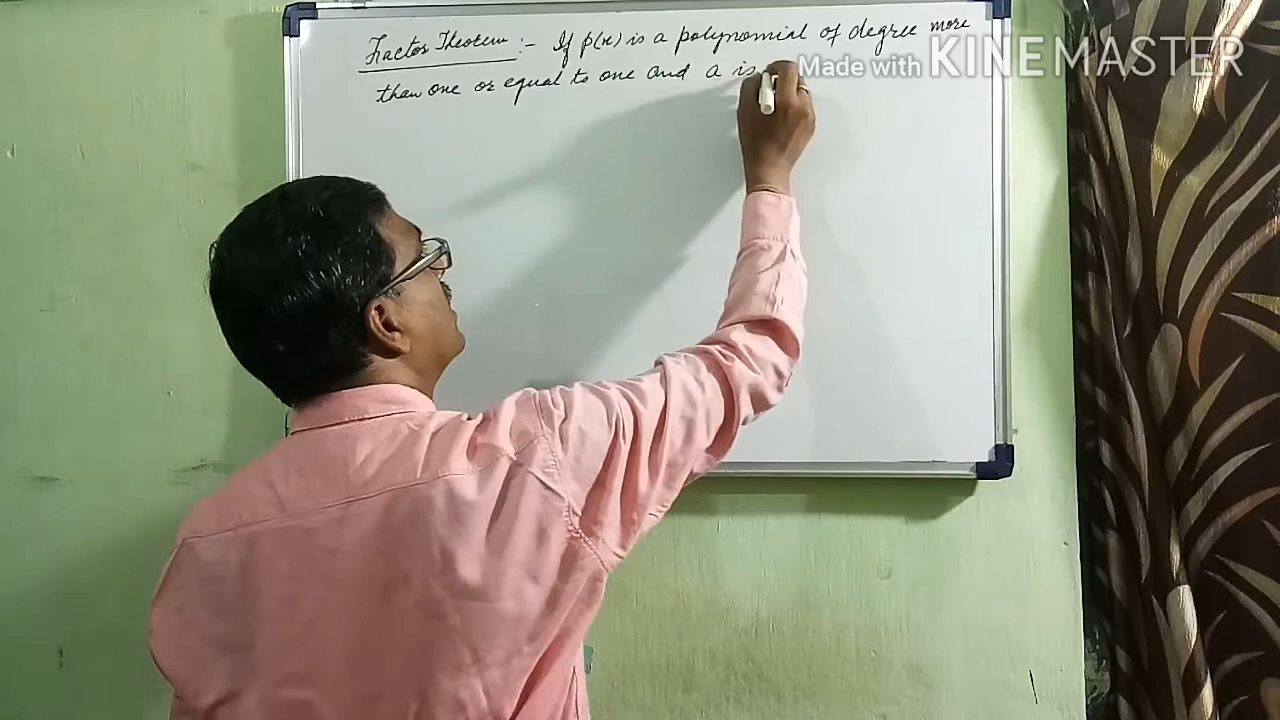 Factor Theorem :- If p(x) is a polynomial of degree more
than one or equal to one and a is
Made with KINEMASTER